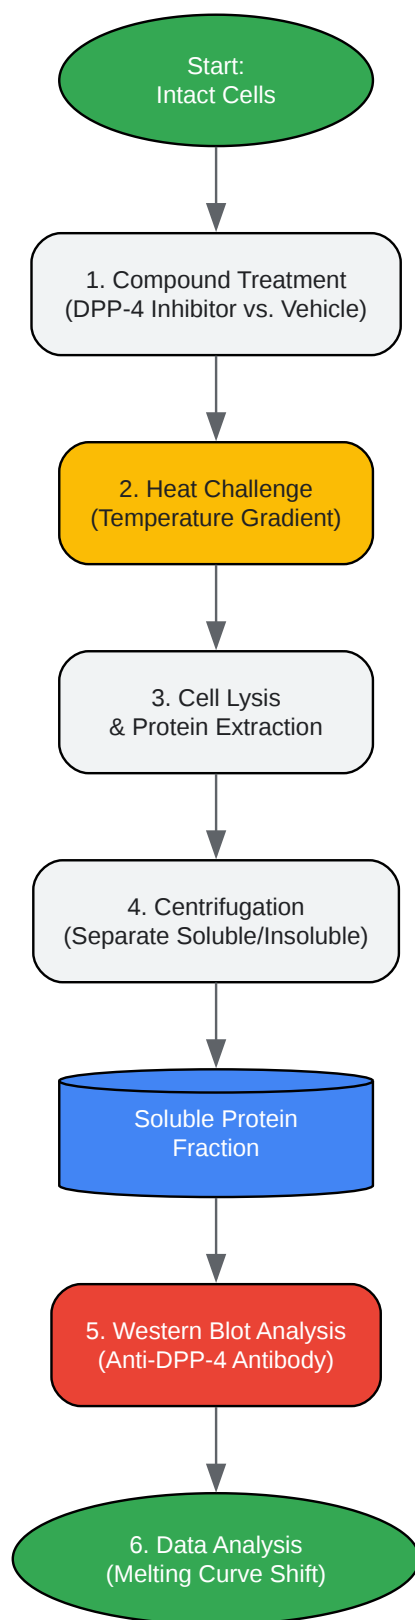 Start:
Intact Cells
1. Compound Treatment
(DPP-4 Inhibitor vs. Vehicle)
2. Heat Challenge
(Temperature Gradient)
3. Cell Lysis
& Protein Extraction
4. Centrifugation
(Separate Soluble/Insoluble)
Soluble Protein
Fraction
5. Western Blot Analysis
(Anti-DPP-4 Antibody)
6. Data Analysis
(Melting Curve Shift)